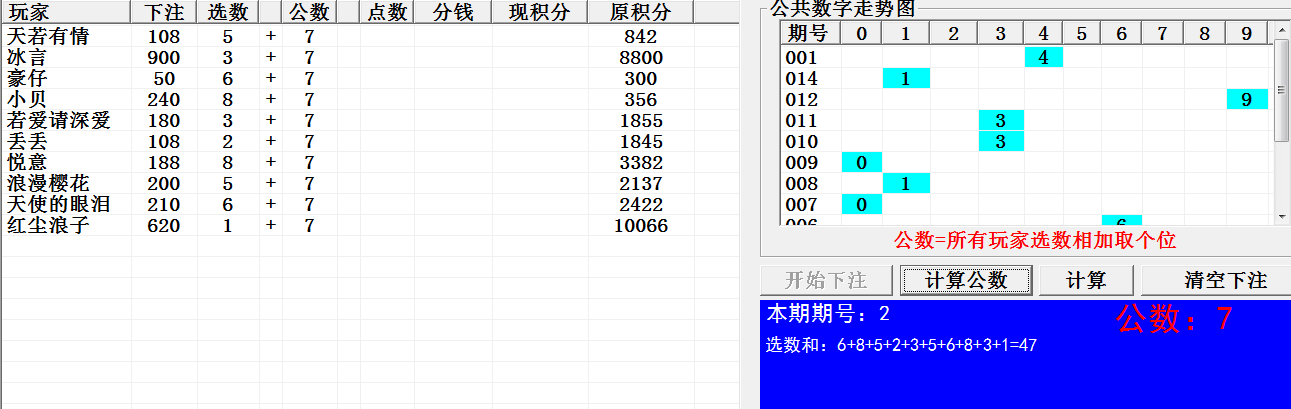 玩家 下注 选数 公数 点数 分钱 现积分 原积分
天若有情 108 5 + 7 842
冰言 900 3 + 7 8800
豪仔 50 6 + 7 300
小贝 240 8 + 7 356
若爱请深爱 180 3 + 7 1855
丢丢 108 2 + 7 1845
悦意 188 8 + 7 3382
浪漫樱花 200 5 + 7 2137
天使的眼泪 210 6 + 7 2422
红尘浪子 620 1 + 7 10066
公共数字走势图
期号 0 1 2 3 4 5 6 7 8 9
001 4
014 1
012 9
011 3
010 3
009 0
008 1
007 0
006 6
公数=所有玩家选数相加取个位
开始下注 计算公数 计算 清空下注
本期期号：2 公数：7
选数和：6+8+5+2+3+5+6+8+3+1=47